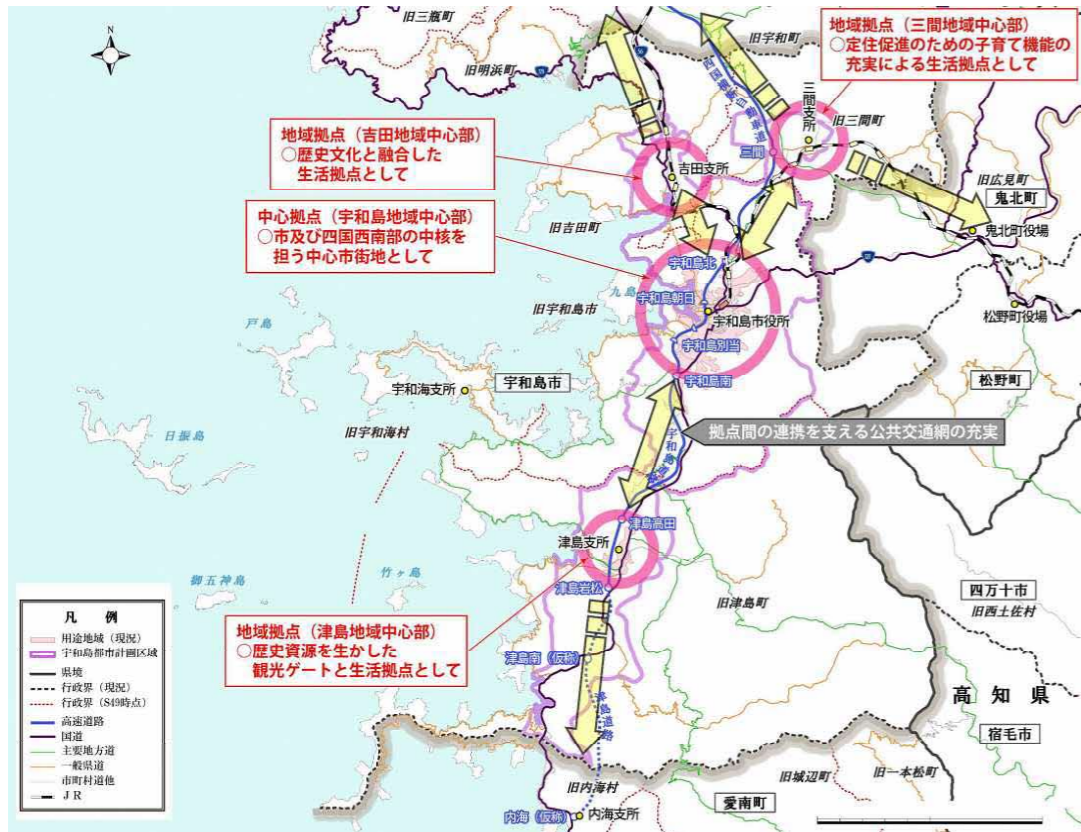 旧三瓶町
旧宇和町
旧明浜町
四国横断自動車道
地域拠点(三間地域中心部)
○定住促進のための子育て機能の
充実による生活拠点として
三間支所
旧三間町
三間
地域拠点(吉田地域中心部)
○歴史文化と融合した
生活拠点として
吉田支所
旧広見町
鬼北町
鬼北町役場
中心拠点(宇和島地域中心部)
○市及び四国西南部の中核を
担う中心市街地として
旧吉田町
宇和島北
九島
宇和島朝日
旧宇和島市
宇和島市役所
松野町役場
戸島
宇和島別当
宇和島市
宇和島南
松野町
宇和海支所
旧宇和海村
日振島
拠点間の連携を支える公共交通網の充実
宇和島道路
津島高田
津島支所
竹ヶ島
御五神島
津島岩松
旧津島町
四万十市
旧西土佐村
地域拠点(津島地域中心部)
○歴史資源を生かした
観光ゲートと生活拠点として
津島南(仮称)
津島道路
高知県
宿毛市
旧内海村
旧城辺町
旧一本松町
愛南町
内海(仮称)
内海支所
凡 例
用途地域(現況)
宇和島都市計画区域
県境
行政界(現況)
行政界(S49時点)
高速道路
国道
主要地方道
一般県道
市町村道他
JR